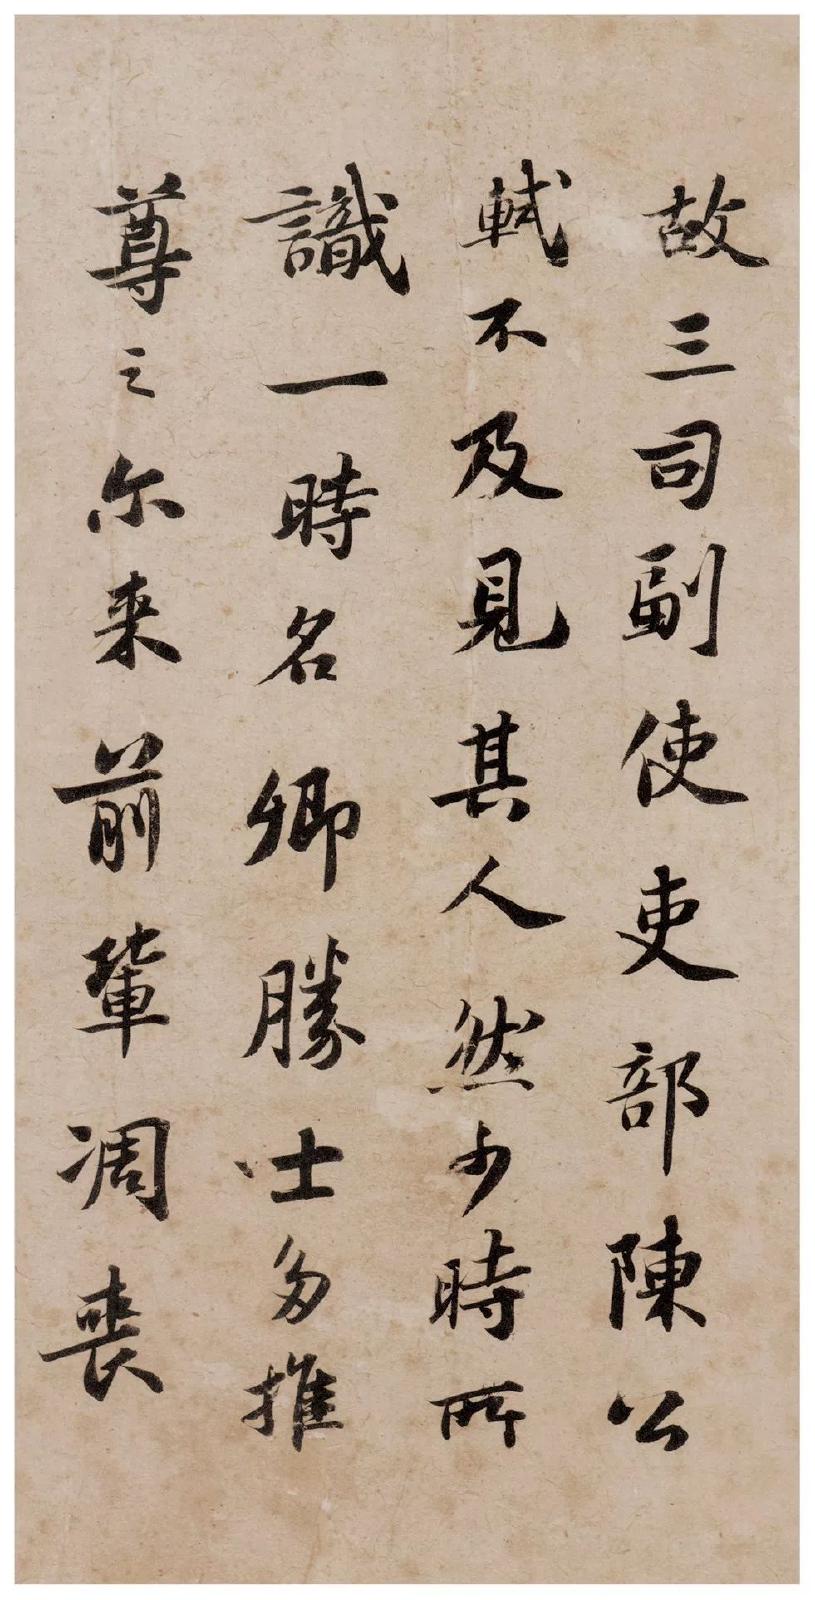 故三司副使吏部陳公
軾不及見其人然少時所
識一時名卿勝士多推
尊之尔来前輩凋喪